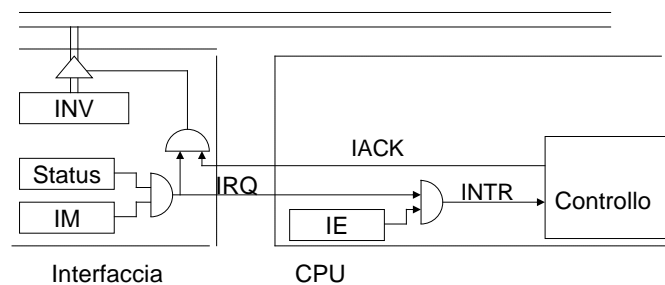 INV
IACK
Status
IRQ
INTR
Controllo
IM
IE
Interfaccia
CPU